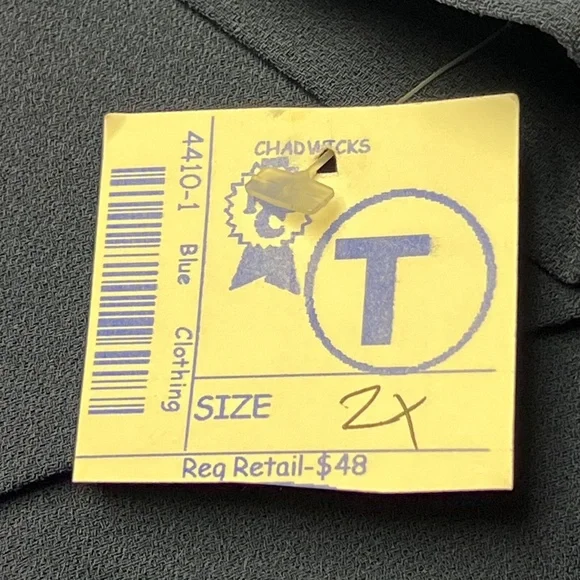 CHADWICKS
C
T
4410-1 Blue Clothing
SIZE 2X
Reg Retail-$48